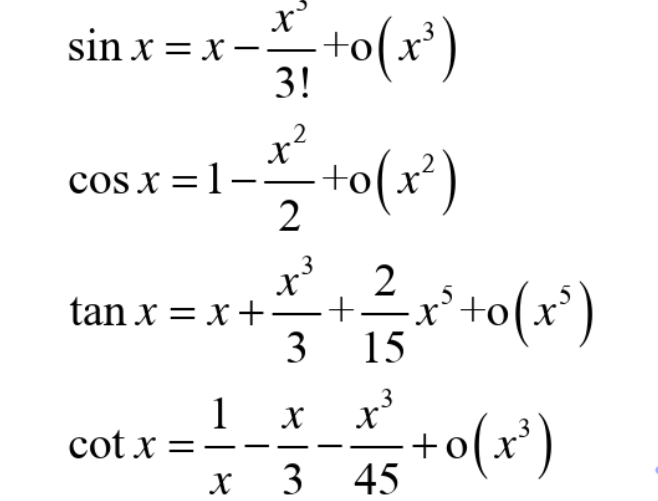 sin x = x − x³/3! + o(x³)
cos x = 1 − x²/2 + o(x²)
tan x = x + x³/3 + 2/15 x⁵ + o(x⁵)
cot x = 1/x − x/3 − x³/45 + o(x³)